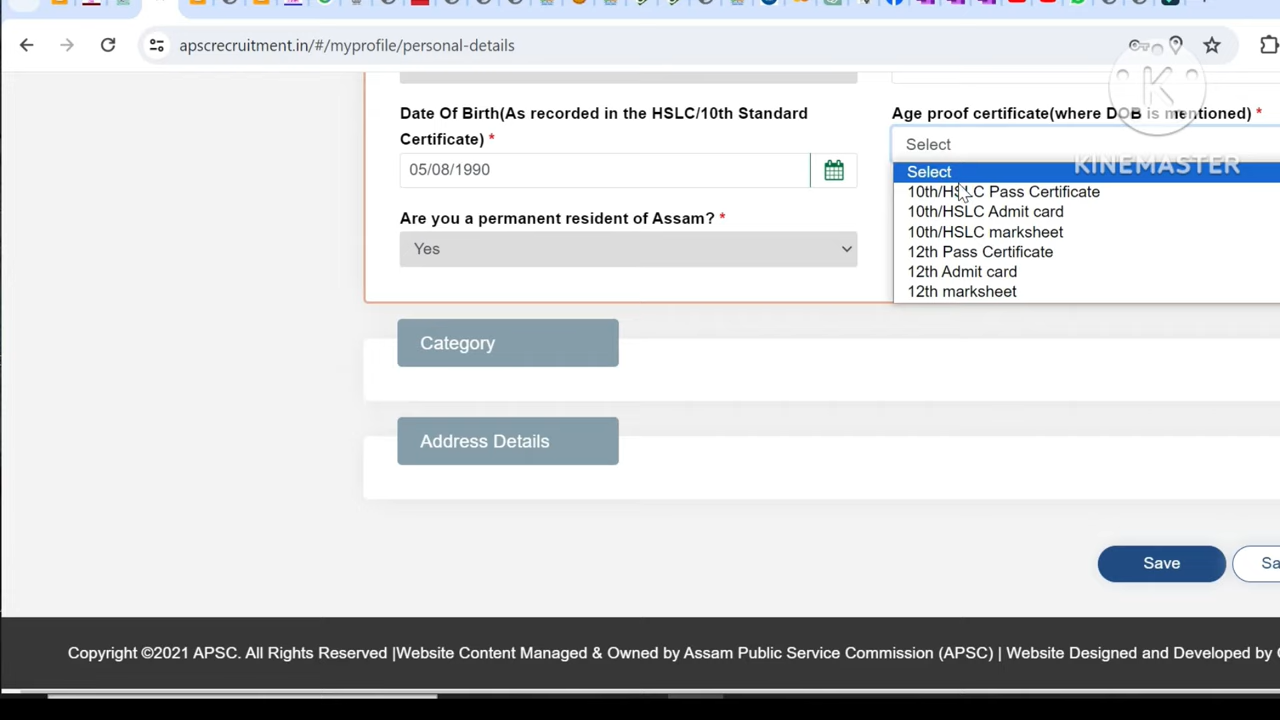 apscrecruitment.in/#/myprofile/personal-details
Date Of Birth(As recorded in the HSLC/10th Standard
Certificate) *
05/08/1990
Age proof certificate(where DOB is mentioned) *
Select
Select
10th/HSLC Pass Certificate
10th/HSLC Admit card
10th/HSLC marksheet
12th Pass Certificate
12th Admit card
12th marksheet
K
KINEMASTER
Are you a permanent resident of Assam? *
Yes
Category
Address Details
Save
Sa
Copyright ©2021 APSC. All Rights Reserved |Website Content Managed & Owned by Assam Public Service Commission (APSC) | Website Designed and Developed by